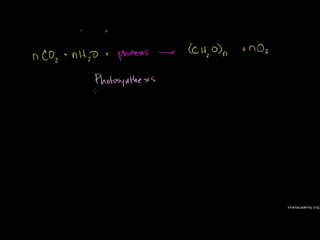 nCO₂ + nH₂O + photons → (CH₂O)n + nO₂
Photosynthesis
khanacademy.org